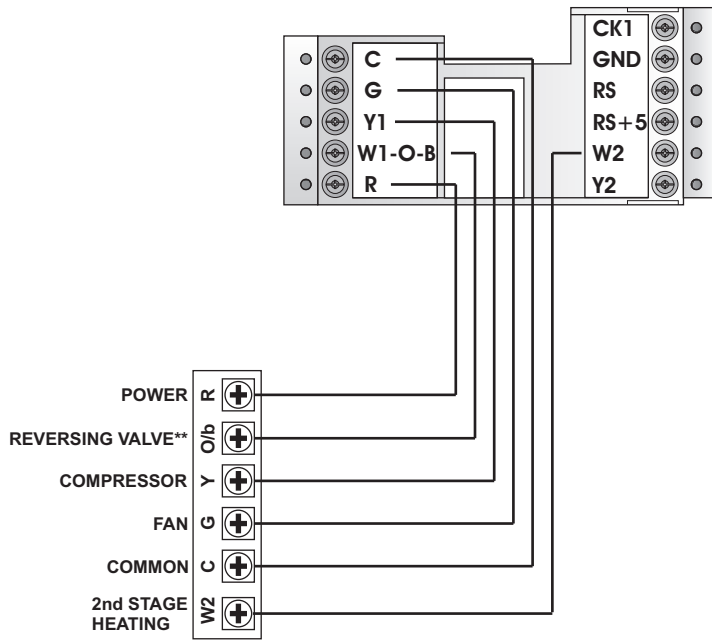 C
G
Y1
W1-O-B
R
CK1
GND
RS
RS+5
W2
Y2
POWER R
REVERSING VALVE** O/b
COMPRESSOR Y
FAN G
COMMON C
2nd STAGE
HEATING W2